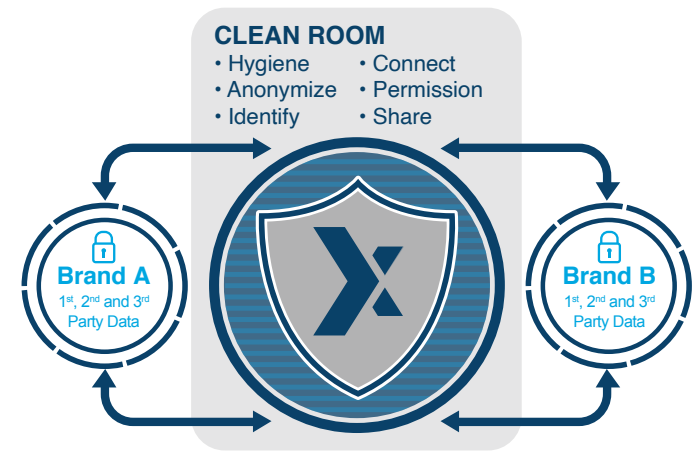 CLEAN ROOM
• Hygiene
• Anonymize
• Identify
• Connect
• Permission
• Share
Brand A
1st, 2nd and 3rd
Party Data
Brand B
1st, 2nd and 3rd
Party Data